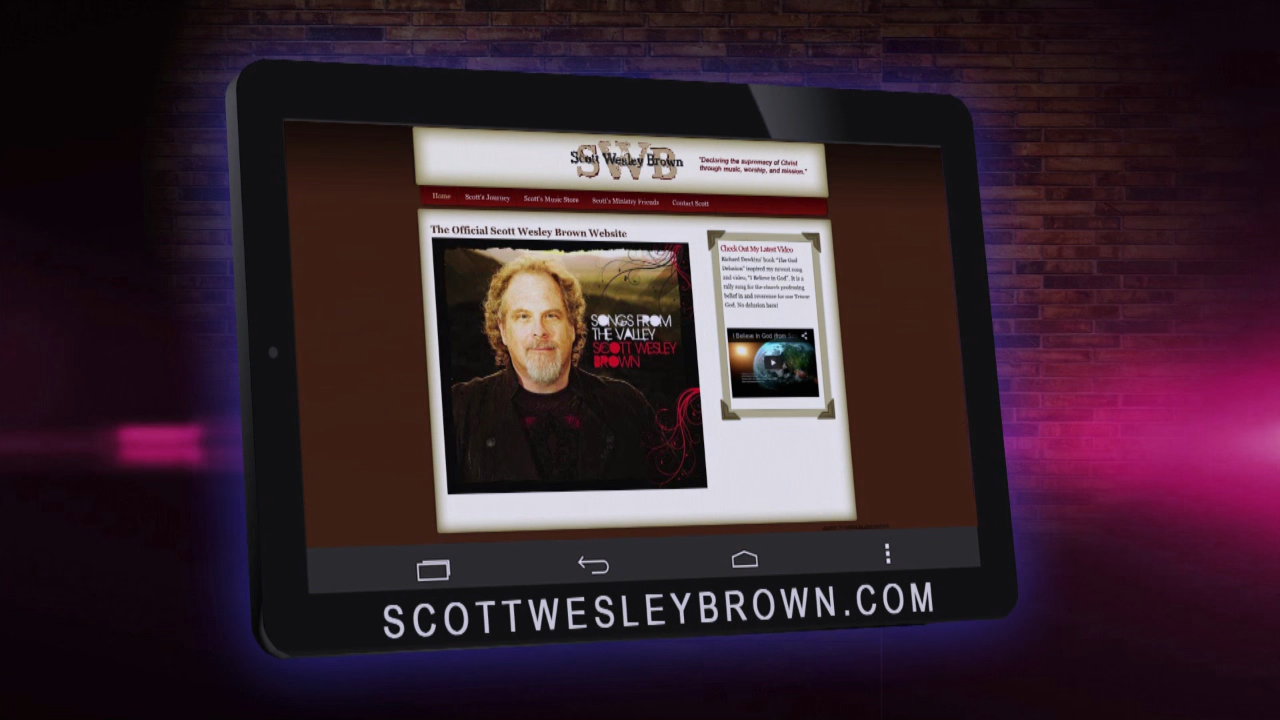 SWB
Scott Wesley Brown
"Declaring the supremacy of Christ
through music, worship, and mission."
Home Scott's Journey Scott's Music Store Scott's Ministry Friends Contact Scott
The Official Scott Wesley Brown Website
SONGS FROM
THE VALLEY
SCOTT WESLEY
BROWN
Check Out My Latest Video
Richard Dawkins' book "The God
Delusion" inspired my newest song
and video, "I Believe in God". It is a
rally song for the church professing
belief in and reverence for our Triune
God. No delusion here!
I Believe in God (from
SCOTTWESLEYBROWN.COM